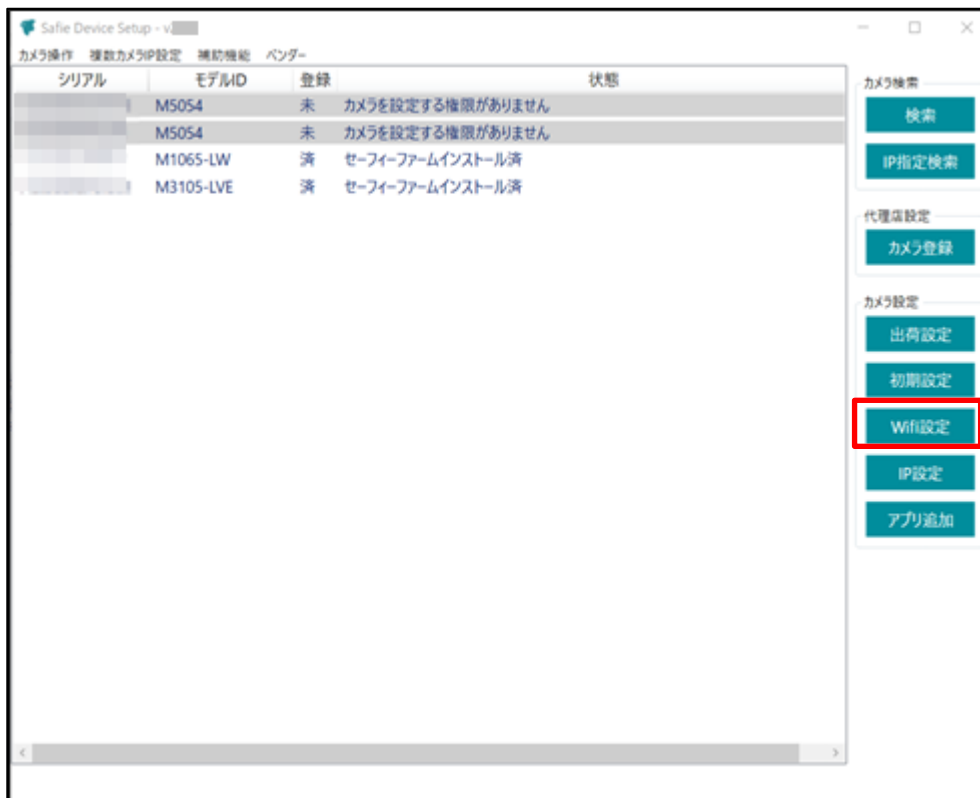 Safie Device Setup - v
カメラ操作 複数カメラIP設定 補助機能 ベンダー
シリアル モデルID 登録 状態
M5054 未 カメラを設定する権限がありません
M5054 未 カメラを設定する権限がありません
M1065-LW 済 セーフィーファームインストール済
M3105-LVE 済 セーフィーファームインストール済
カメラ検索
検索
IP指定検索
代理店設定
カメラ登録
カメラ設定
出荷設定
初期設定
Wifi設定
IP設定
アプリ追加